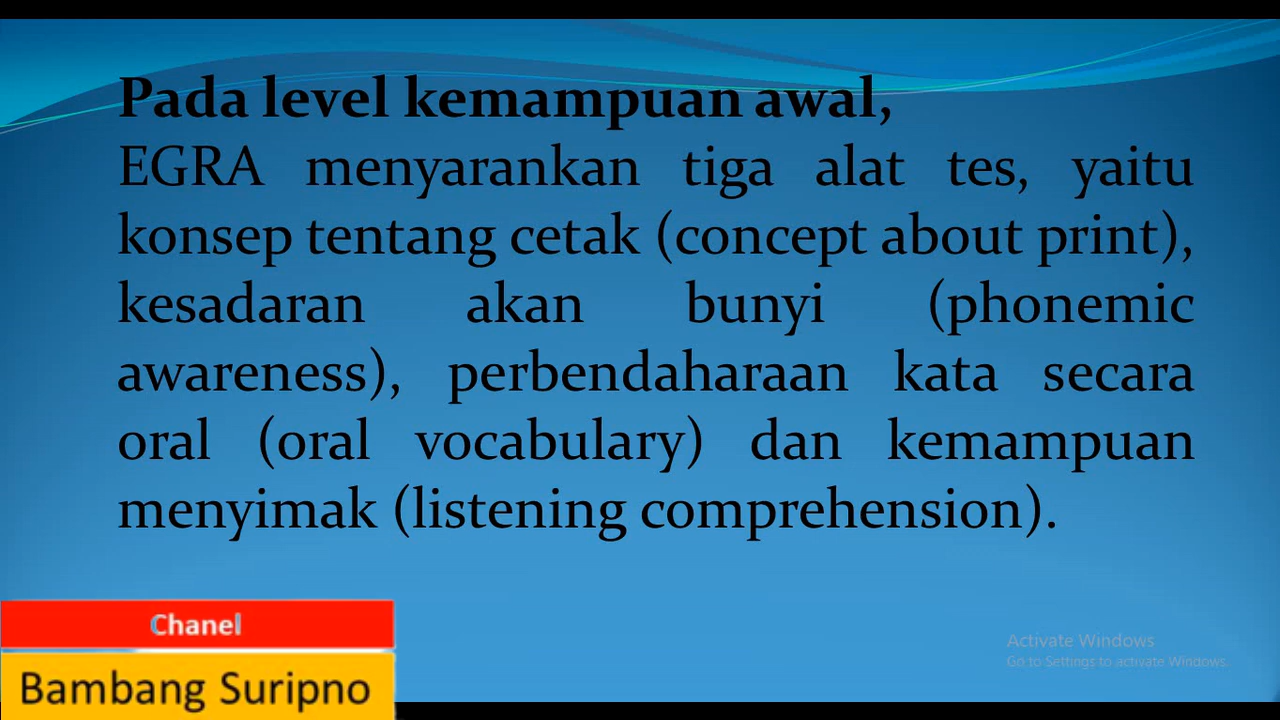 Pada level kemampuan awal,
EGRA menyarankan tiga alat tes, yaitu
konsep tentang cetak (concept about print),
kesadaran akan bunyi (phonemic
awareness), perbendaharaan kata secara
oral (oral vocabulary) dan kemampuan
menyimak (listening comprehension).
Chanel
Bambang Suripno
Activate Windows
Go to Settings to activate Windows.